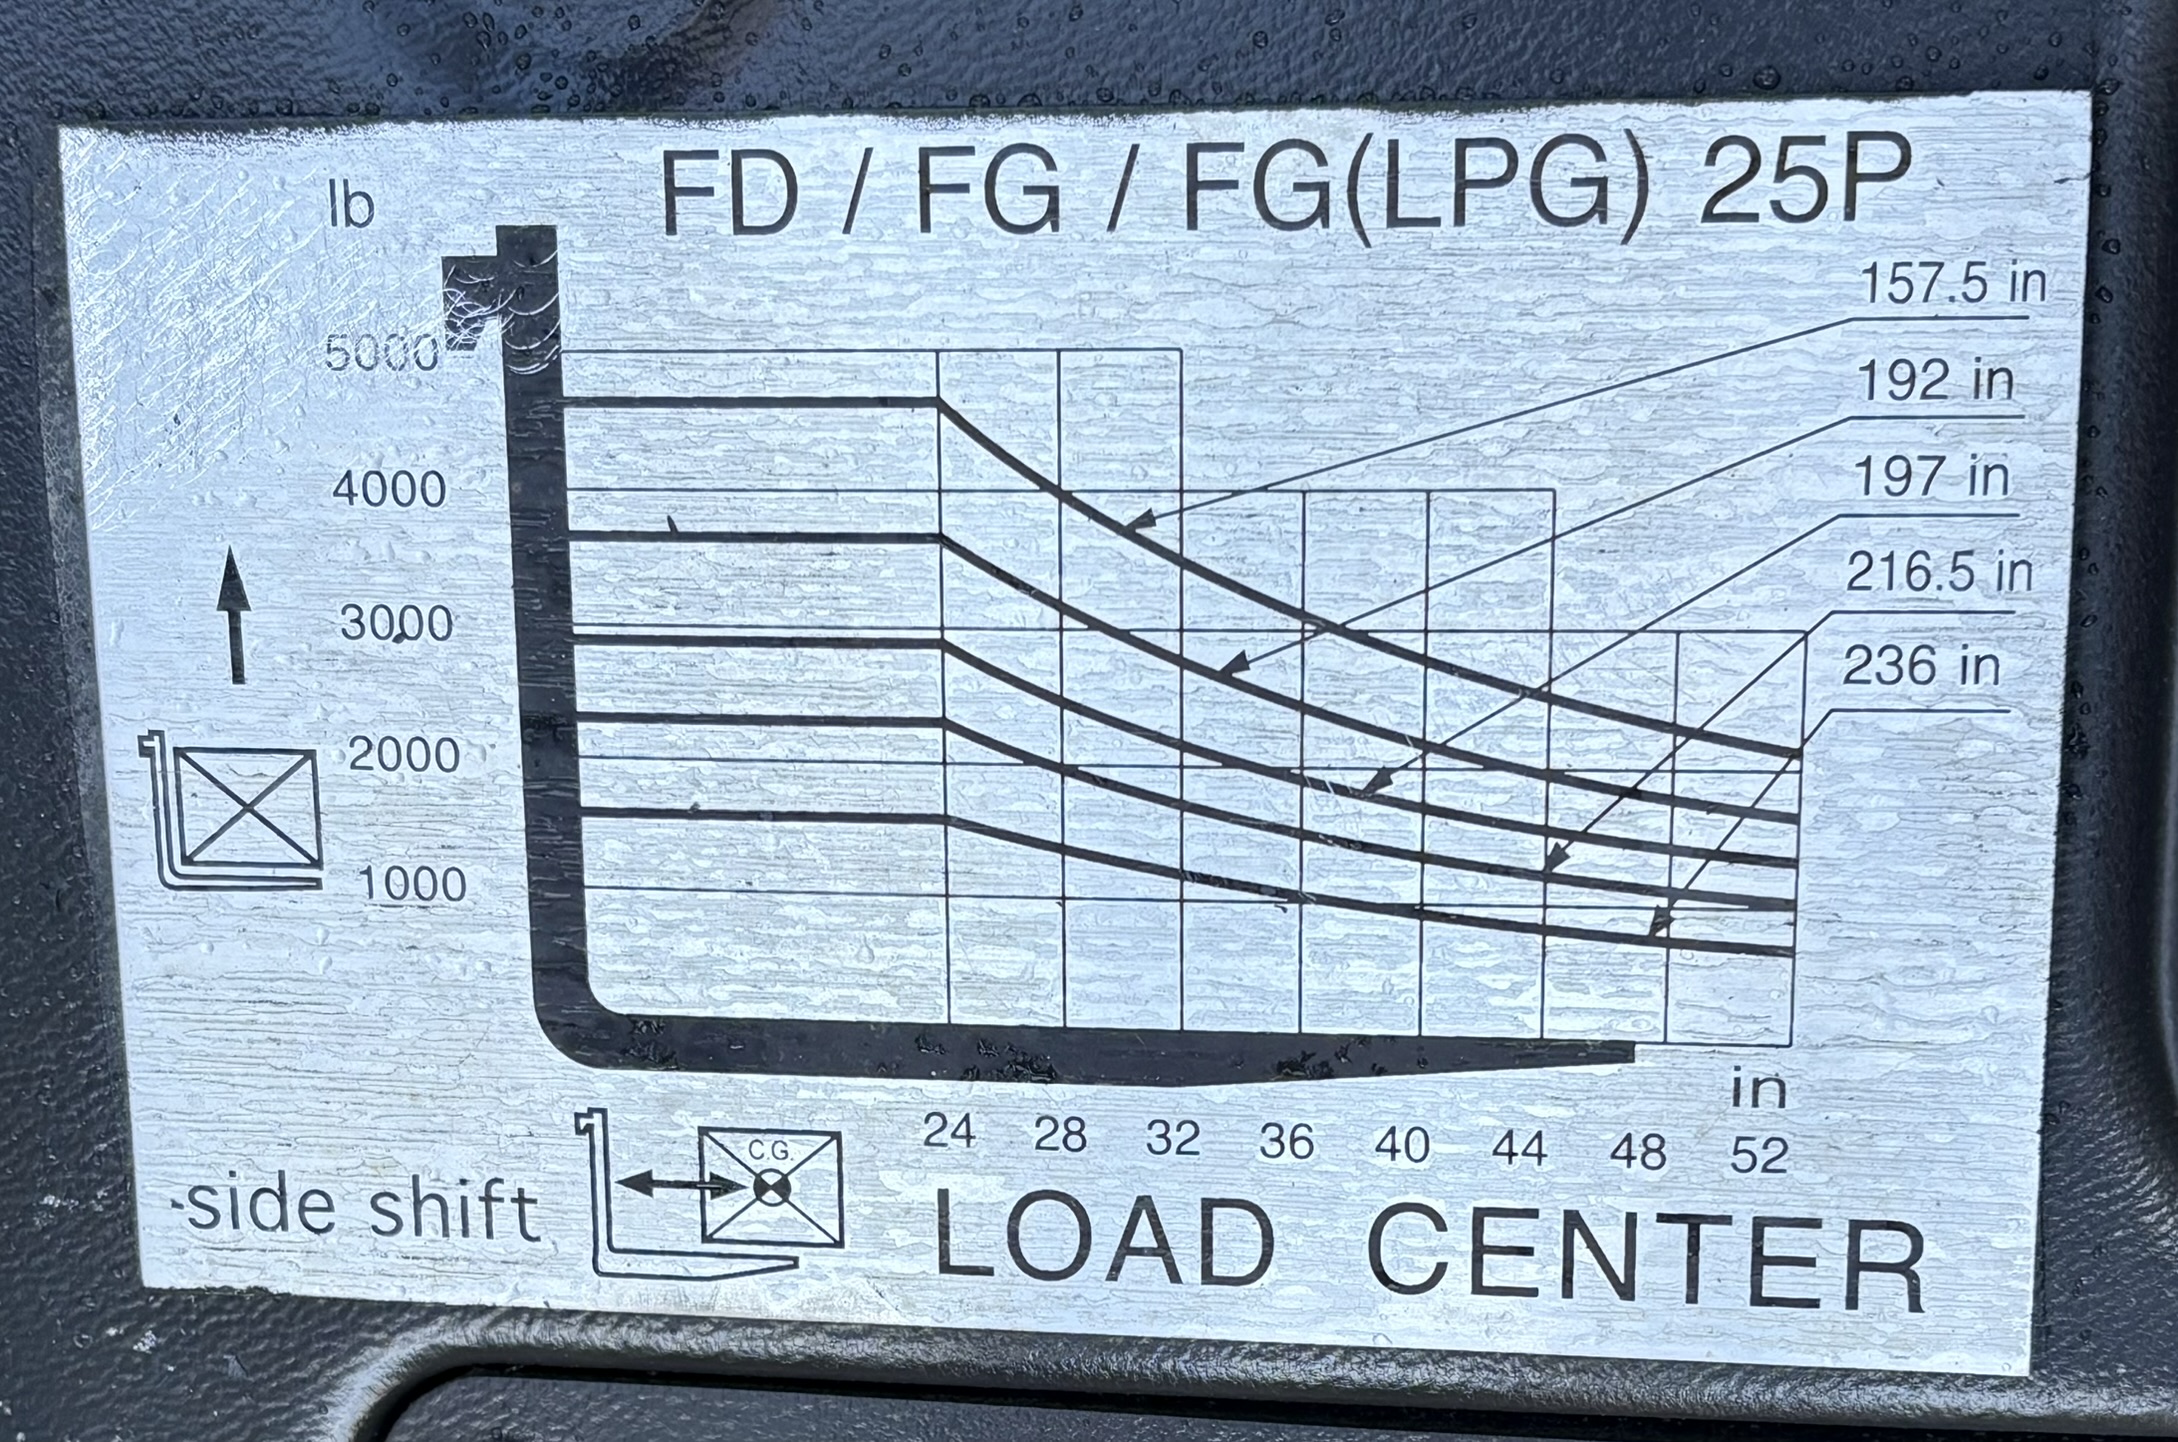 FD / FG / FG(LPG) 25P
lb
157.5 in
5000
192 in
4000
197 in
216.5 in
3000
236 in
2000
1000
in
24 28 32 36 40 44 48 52
C.G.
side shift
LOAD CENTER